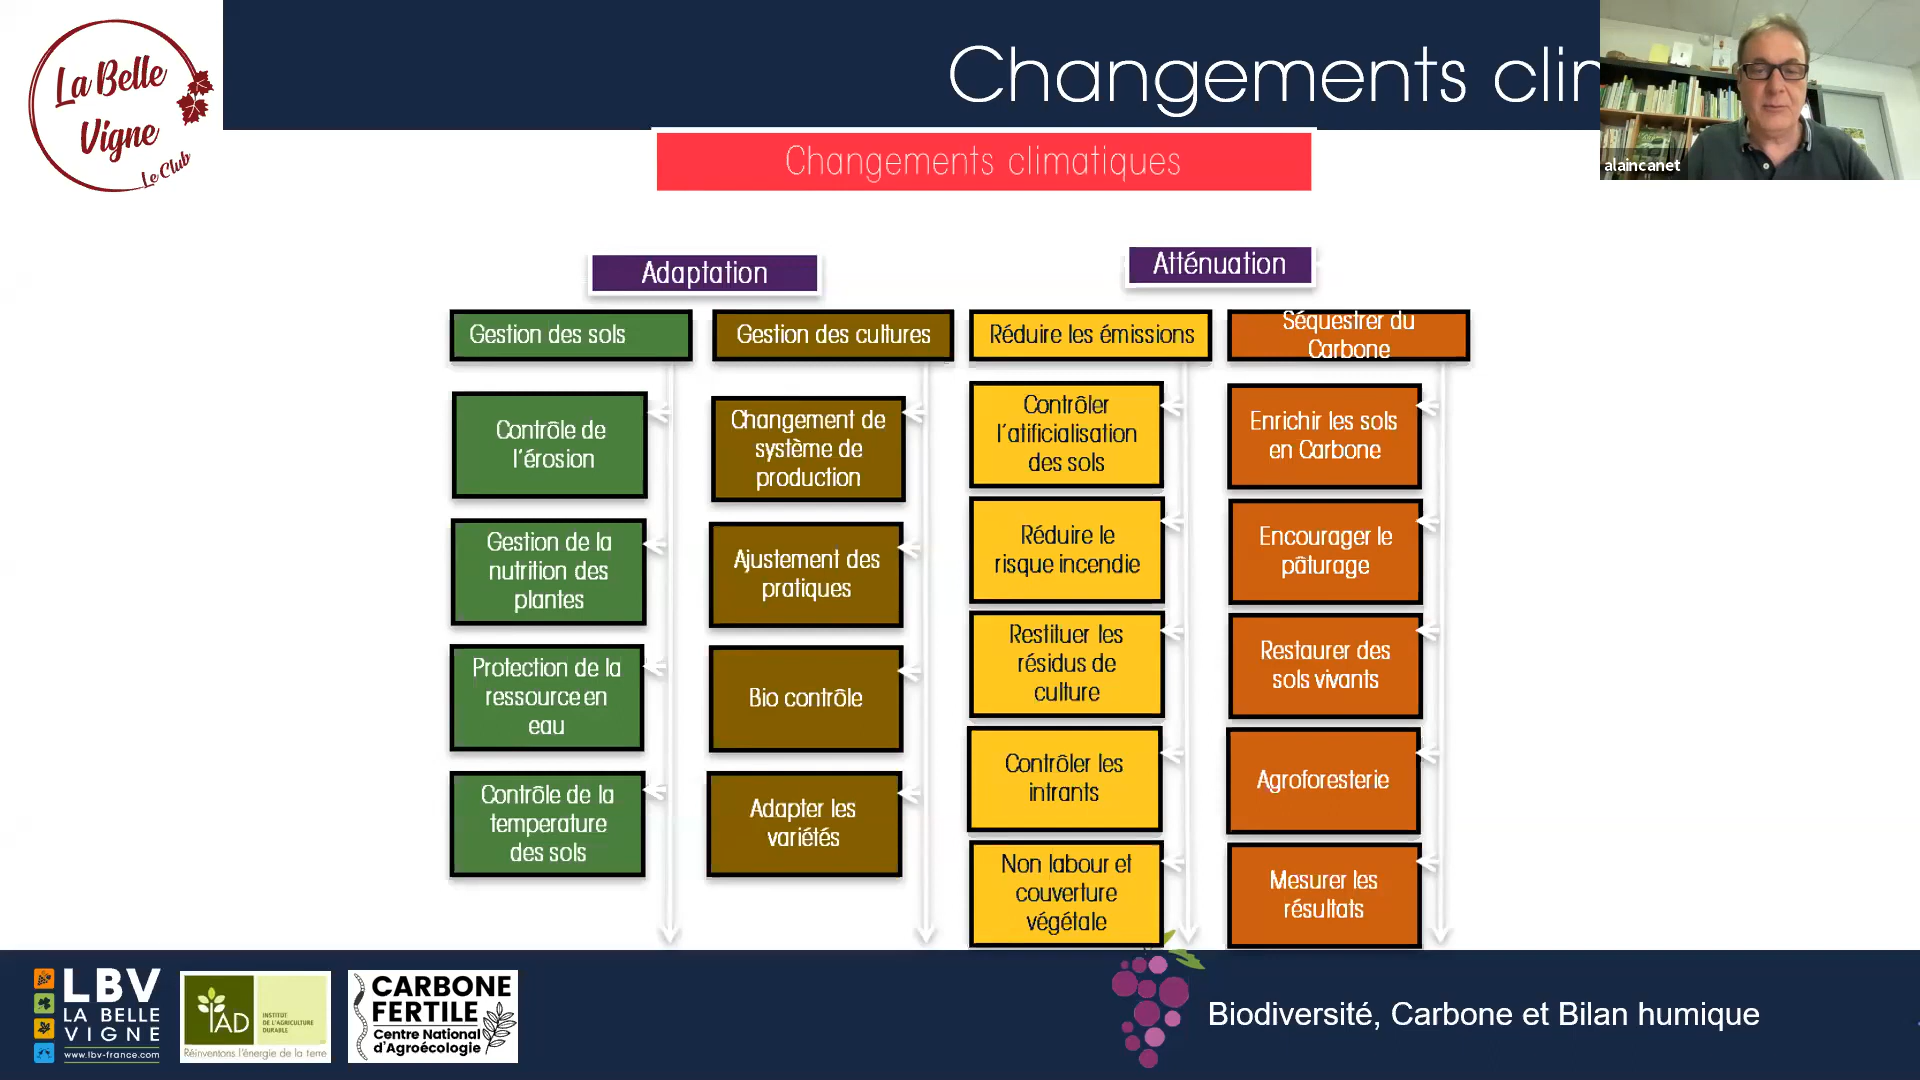 La Belle
Vigne
Le Club
Changements clim
alaincanet
Changements climatiques
Adaptation
Atténuation
Gestion des sols
Contrôle de
l'érosion
Gestion de la
nutrition des
plantes
Protection de la
ressource en
eau
Contrôle de la
temperature
des sols
Gestion des cultures
Changement de
système de
production
Ajustement des
pratiques
Bio contrôle
Adapter les
variétés
Réduire les émissions
Contrôler
l'atificialisation
des sols
Réduire le
risque incendie
Restituer les
résidus de
culture
Contrôler les
intrants
Non labour et
couverture
végétale
Séquestrer du
Carbone
Enrichir les sols
en Carbone
Encourager le
pâturage
Restaurer des
sols vivants
Agroforesterie
Mesurer les
résultats
LBV
LA BELLE
VIGNE
www.lbv-france.com
IAD
INSTITUT
DE L'AGRICULTURE
DURABLE
Réinventons l'énergie de la terre
CARBONE
FERTILE
Centre National
d'Agroécologie
Biodiversité, Carbone et Bilan humique